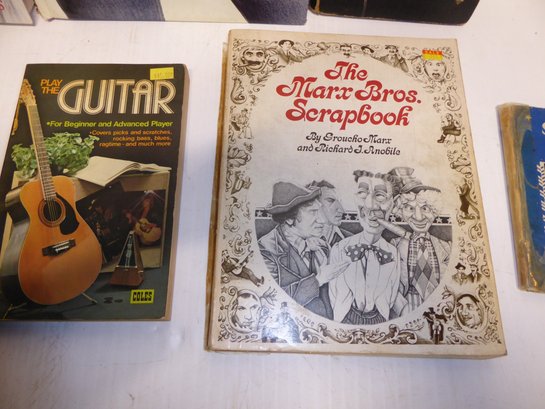 PLAY
THE
GUITAR
•For Beginner and Advanced Player
•Covers picks and scratches,
rocking bass, blues,
ragtime - and much more
COLES
The
Marx Bros.
Scrapbook
By Groucho Marx
and Richard J. Anobile